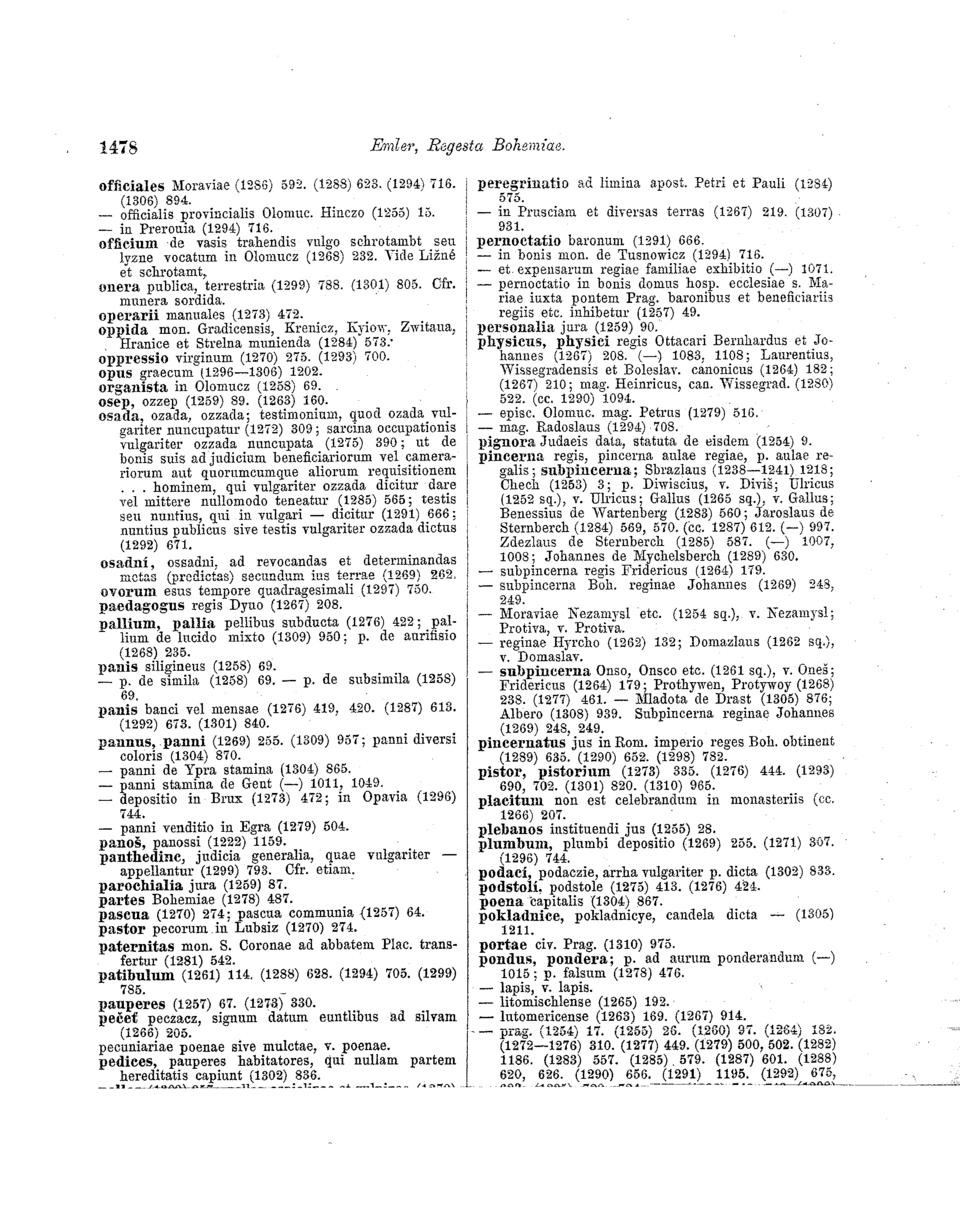 1478
Emler, Regesta Bohemiae.
officiales Moraviae (1286) 592. (1288) 623. (1294) 716.
(1306) 894.
— officialis provincialis Olomuc. Hinczo (1255) 15.
— in Prerouia (1294) 716.
officium de vasis trahendis vulgo schrotambt seu
lyzne vocatum in Olomucz (1268) 232. Vide Ližně
et schrotamt,
onera publica, terrestria (1299) 788. (1301) 805. Cfr.
munera sordida.
operarii manuales (1273) 472.
oppida mon. Gradicensis, Krenicz, Kyiow, Zwitaua,
Hranice et Strelna munienda (1284) 573.
oppressio virginum (1270) 275. (1293) 700.
opus graecum (1296—1306) 1202.
organista in Olomucz (1258) 69.
osep, ozzep (1259) 89. (1263) 160.
osada, ozada, ozzada; testimonium, quod ozada vul-
gariter nuncupatur (1272) 309; sarcina occupationis
vulgariter ozzada nuncupata (1275) 390; ut de
bonis suis ad judicium beneficiariorum vel camera-
riorum aut quorumcumque aliorum requisitionem
. . . hominem, qui vulgariter ozzada dicitur dare
vel mittere nullomodo teneatur (1285) 565; testis
seu nuntius, qui in vulgari — dicitur (1291) 666;
nuntius publicus sive testis vulgariter ozzada dictus
(1292) 671.
osadní, ossadni, ad revocandas et determinandas
metas (predictas) secundum ius terrae (1269) 262.
ovorum esus tempore quadragesimali (1297) 750.
paedagogus regis Dyno (1267) 208.
pallium, pallia pellibus subducta (1276) 422; pal-
lium de lucido mixto (1309) 950; p. de aurifisio
(1268) 235.
panis siligineus (1258) 69.
— p. de simila (1258) 69. — p. de subsimila (1258)
69.
panis banci vel mensae (1276) 419, 420. (1287) 613.
(1292) 673. (1301) 840.
pannus, panni (1269) 255. (1309) 957; panni diversi
coloris (1304) 870.
— panni de Ypra stamina (1304) 865.
— panni stamina de Gent (—) 1011, 1049.
— depositio in Brux (1273) 472; in Opavia (1296)
744.
— panni venditio in Egra (1279) 504.
panoš, panossi (1222) 1159.
panthedinc, judicia generalia, quae vulgariter —
appellantur (1299) 793. Cfr. etiam.
parochialia jura (1259) 87.
partes Bohemiae (1278) 487.
pascua (1270) 274; pascua communia (1257) 64.
pastor pecorum in Lubsiz (1270) 274.
paternitas mon. S. Coronae ad abbatem Plac. trans-
fertur (1281) 542.
patibulum (1261) 114. (1288) 628. (1294) 705. (1299)
785.
pauperes (1257) 67. (1273) 330.
pečeť peczacz, signum datum euntibus ad silvam
(1266) 205.
pecuniariae poenae sive mulctae, v. poenae.
pedices, pauperes habitatores, qui nullam partem
hereditatis capiunt (1302) 836.
peregrinatio ad limina apost. Petri et Pauli (1284)
575.
— in Prusciam et diversas terras (1267) 219. (1307)
931.
pernoctatio baronum (1291) 666.
— in bonis mon. de Tusnowicz (1294) 716.
— et expensarum regiae familiae exhibitio (—) 1071.
— pernoctatio in bonis domus hosp. ecclesiae s. Ma-
riae iuxta pontem Prag. baronibus et beneficiariis
regiis etc. inhibetur (1257) 49.
personalia jura (1259) 90.
physicus, physici regis Ottacari Bernhardus et Jo-
hannes (1267) 208. (—) 1083, 1108; Laurentius,
Wissegradensis et Boleslav. canonicus (1264) 182;
(1267) 210; mag. Heinricus, can. Wissegrad. (1280)
522. (cc. 1290) 1094.
— episc. Olomuc. mag. Petrus (1279) 516.
— mag. Radoslaus (1294) 708.
pignora Judaeis data, statuta de eisdem (1254) 9.
pincerna regis, pincerna aulae regiae, p. aulae re-
galis; subpincerna; Sbrazlaus (1238—1241) 1218;
Chech (1253) 3; p. Diwiscius, v. Diviš; Ulricus
(1252 sq.), v. Ulricus; Gallus (1265 sq.), v. Gallus;
Benessius de Wartenberg (1283) 560; Jaroslaus de
Sternberch (1284) 569, 570. (cc. 1287) 612. (—) 997.
Zdezlaus de Sternberch (1285) 587. (—) 1007,
1008; Johannes de Mychelsberch (1289) 630.
— subpincerna regis Fridericus (1264) 179.
— subpincerna Boh. reginae Johannes (1269) 248,
249.
— Moraviae Nezamysl etc. (1254 sq.), v. Nezamysl;
Protiva, v. Protiva.
— reginae Hyrcho (1262) 132; Domazlaus (1262 sq.),
v. Domaslav.
— subpincerna Onso, Onsco etc. (1261 sq.), v. Oneš;
Fridericus (1264) 179; Prothywen, Protywoy (1268)
238. (1277) 461. — Mladota de Drast (1305) 876;
Albero (1308) 939. Subpincerna reginae Johannes
(1269) 248, 249.
pincernatus jus in Rom. imperio reges Boh. obtinent
(1289) 635. (1290) 652. (1298) 782.
pistor, pistorium (1273) 335. (1276) 444. (1293)
690, 702. (1301) 820. (1310) 965.
placitum non est celebrandum in monasteriis (cc.
1266) 207.
plebanos instituendi jus (1255) 28.
plumbum, plumbi depositio (1269) 255. (1271) 307.
(1296) 744.
podací, podaczie, arrha vulgariter p. dicta (1302) 833.
podstolí, podstole (1275) 413. (1276) 424.
poena capitalis (1304) 867.
pokladnice, pokladnicye, candela dicta — (1305)
1211.
portae civ. Prag. (1310) 975.
pondus, pondera; p. ad aurum ponderandum (—)
1015; p. falsum (1278) 476.
— lapis, v. lapis.
— litomischlense (1265) 192.
— lutomericense (1263) 169. (1267) 914.
— prag. (1254) 17. (1255) 26. (1260) 97. (1264) 182.
(1272—1276) 310. (1277) 449. (1279) 500, 502. (1282)
1186. (1283) 557. (1285) 579. (1287) 601. (1288)
620, 626. (1290) 656. (1291) 1195. (1292) 675,